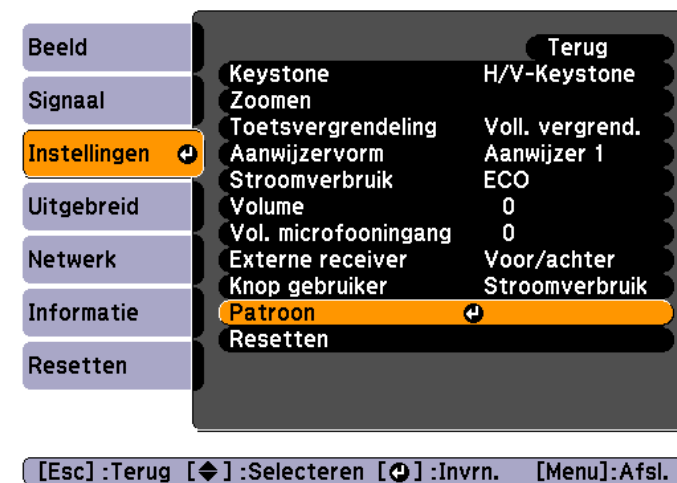 Beeld
Signaal
Instellingen
Uitgebreid
Netwerk
Informatie
Resetten
Terug
Keystone H/V-Keystone
Zoomen
Toetsvergrendeling Voll. vergrend.
Aanwijzervorm Aanwijzer 1
Stroomverbruik ECO
Volume 0
Vol. microfooningang 0
Externe receiver Voor/achter
Knop gebruiker Stroomverbruik
Patroon
Resetten
[Esc] :Terug [◆] :Selecteren [⏎] :Invrn. [Menu]:Afsl.